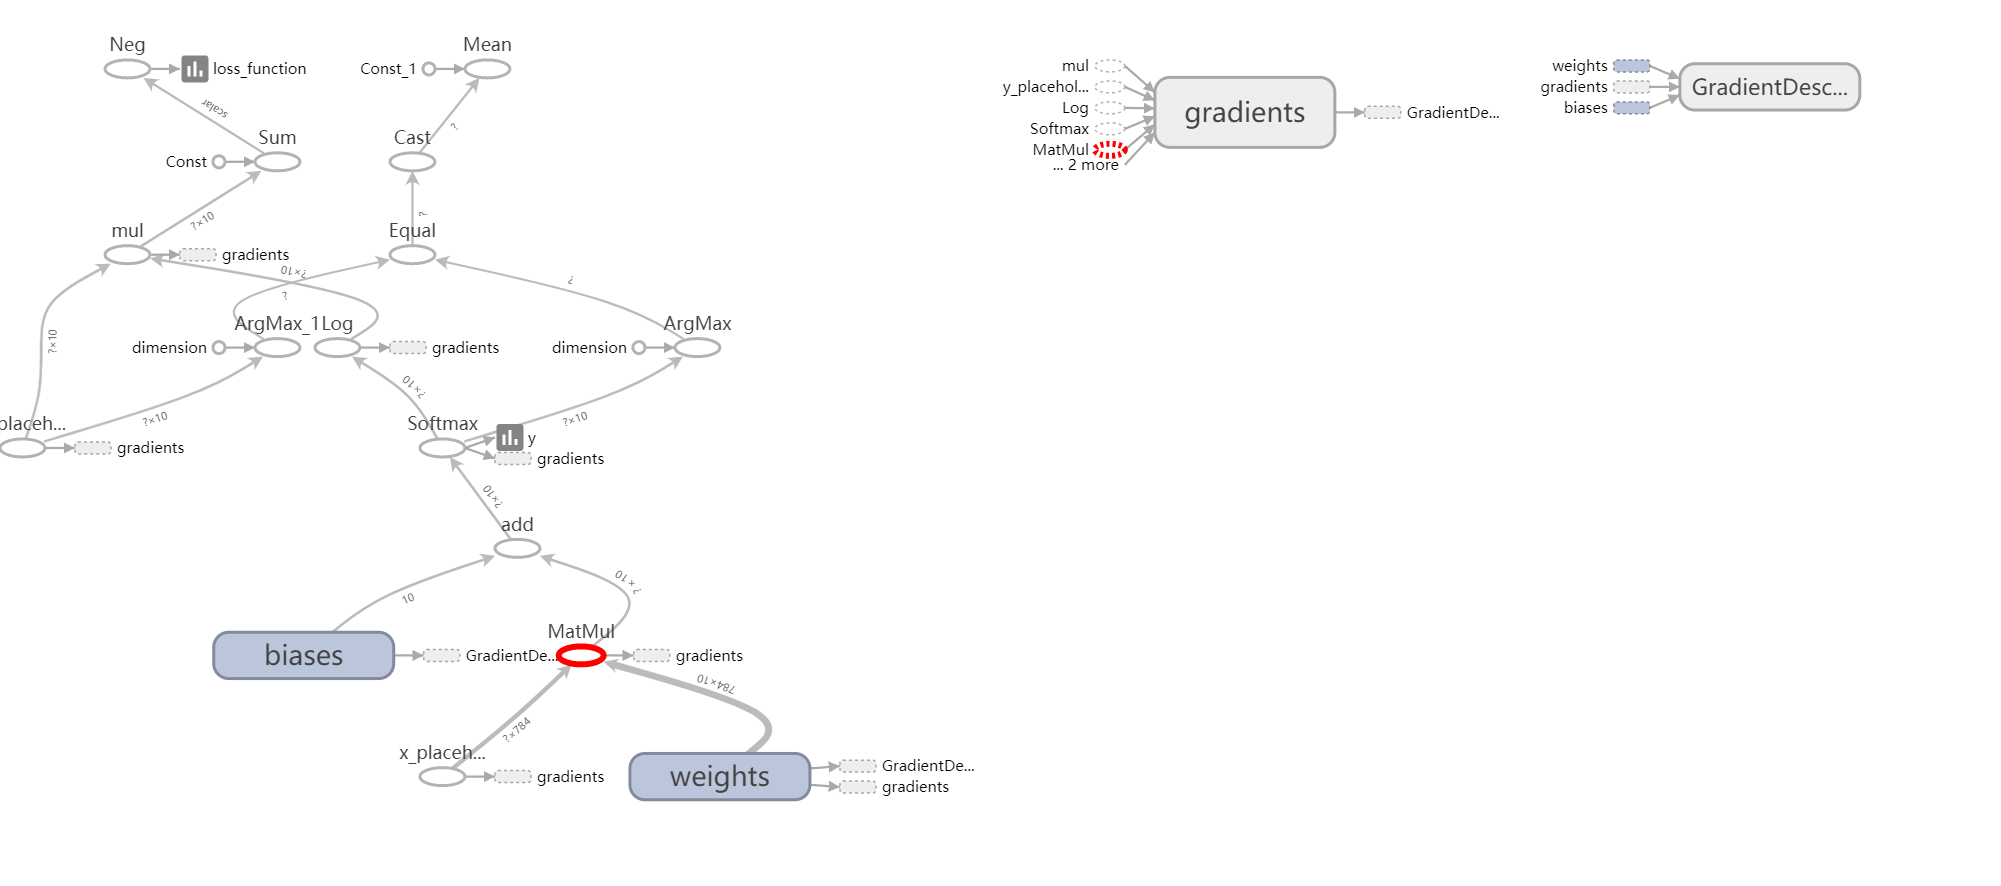 Neg
loss_function
Const_1
Mean
scalar
Sum
Const
Cast
?
?×10
?
mul
gradients
Equal
?×10
?
?
?×10
ArgMax_1
Log
dimension
gradients
ArgMax
dimension
?×10
placeh...
gradients
?×10
Softmax
y
gradients
?×10
?×10
add
10
?×10
biases
GradientDe...
MatMul
gradients
784×10
?×784
x_placeh...
gradients
weights
GradientDe...
gradients
mul
y_placehol...
Log
Softmax
MatMul
... 2 more
gradients
GradientDe...
weights
gradients
biases
GradientDesc...